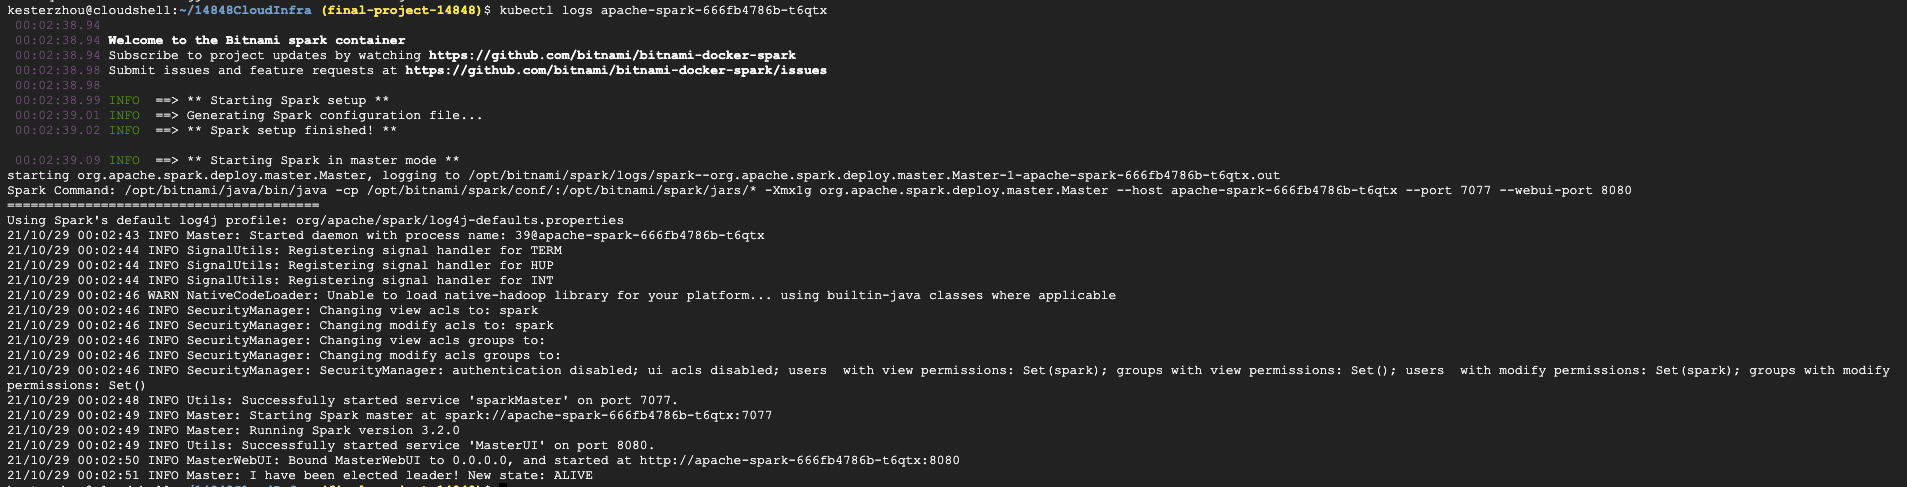 kesterzhou@cloudshell:~/14848CloudInfra (final-project-14848)$ kubectl logs apache-spark-666fb4786b-t6qtx
00:02:38.94
00:02:38.94 Welcome to the Bitnami spark container
00:02:38.94 Subscribe to project updates by watching https://github.com/bitnami/bitnami-docker-spark
00:02:38.98 Submit issues and feature requests at https://github.com/bitnami/bitnami-docker-spark/issues
00:02:38.98
00:02:38.99 INFO  ==> ** Starting Spark setup **
00:02:39.01 INFO  ==> Generating Spark configuration file...
00:02:39.02 INFO  ==> ** Spark setup finished! **
00:02:39.09 INFO  ==> ** Starting Spark in master mode **
starting org.apache.spark.deploy.master.Master, logging to /opt/bitnami/spark/logs/spark--org.apache.spark.deploy.master.Master-1-apache-spark-666fb4786b-t6qtx.out
Spark Command: /opt/bitnami/java/bin/java -cp /opt/bitnami/spark/conf/:/opt/bitnami/spark/jars/* -Xmx1g org.apache.spark.deploy.master.Master --host apache-spark-666fb4786b-t6qtx --port 7077 --webui-port 8080
========================================
Using Spark's default log4j profile: org/apache/spark/log4j-defaults.properties
21/10/29 00:02:43 INFO Master: Started daemon with process name: 39@apache-spark-666fb4786b-t6qtx
21/10/29 00:02:44 INFO SignalUtils: Registering signal handler for TERM
21/10/29 00:02:44 INFO SignalUtils: Registering signal handler for HUP
21/10/29 00:02:44 INFO SignalUtils: Registering signal handler for INT
21/10/29 00:02:46 WARN NativeCodeLoader: Unable to load native-hadoop library for your platform... using builtin-java classes where applicable
21/10/29 00:02:46 INFO SecurityManager: Changing view acls to: spark
21/10/29 00:02:46 INFO SecurityManager: Changing modify acls to: spark
21/10/29 00:02:46 INFO SecurityManager: Changing view acls groups to:
21/10/29 00:02:46 INFO SecurityManager: Changing modify acls groups to:
21/10/29 00:02:46 INFO SecurityManager: SecurityManager: authentication disabled; ui acls disabled; users  with view permissions: Set(spark); groups with view permissions: Set(); users  with modify permissions: Set(spark); groups with modify
permissions: Set()
21/10/29 00:02:48 INFO Utils: Successfully started service 'sparkMaster' on port 7077.
21/10/29 00:02:49 INFO Master: Starting Spark master at spark://apache-spark-666fb4786b-t6qtx:7077
21/10/29 00:02:49 INFO Master: Running Spark version 3.2.0
21/10/29 00:02:49 INFO Utils: Successfully started service 'MasterUI' on port 8080.
21/10/29 00:02:50 INFO MasterWebUI: Bound MasterWebUI to 0.0.0.0, and started at http://apache-spark-666fb4786b-t6qtx:8080
21/10/29 00:02:51 INFO Master: I have been elected leader! New state: ALIVE